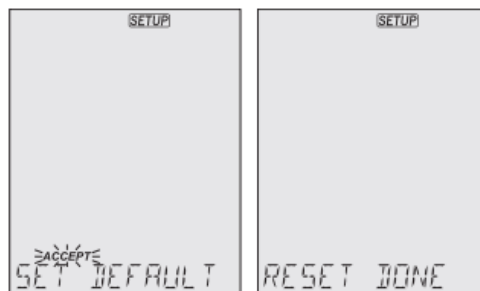 SETUP
ACCEPT
SET DEFAULT
SETUP
RESET DONE